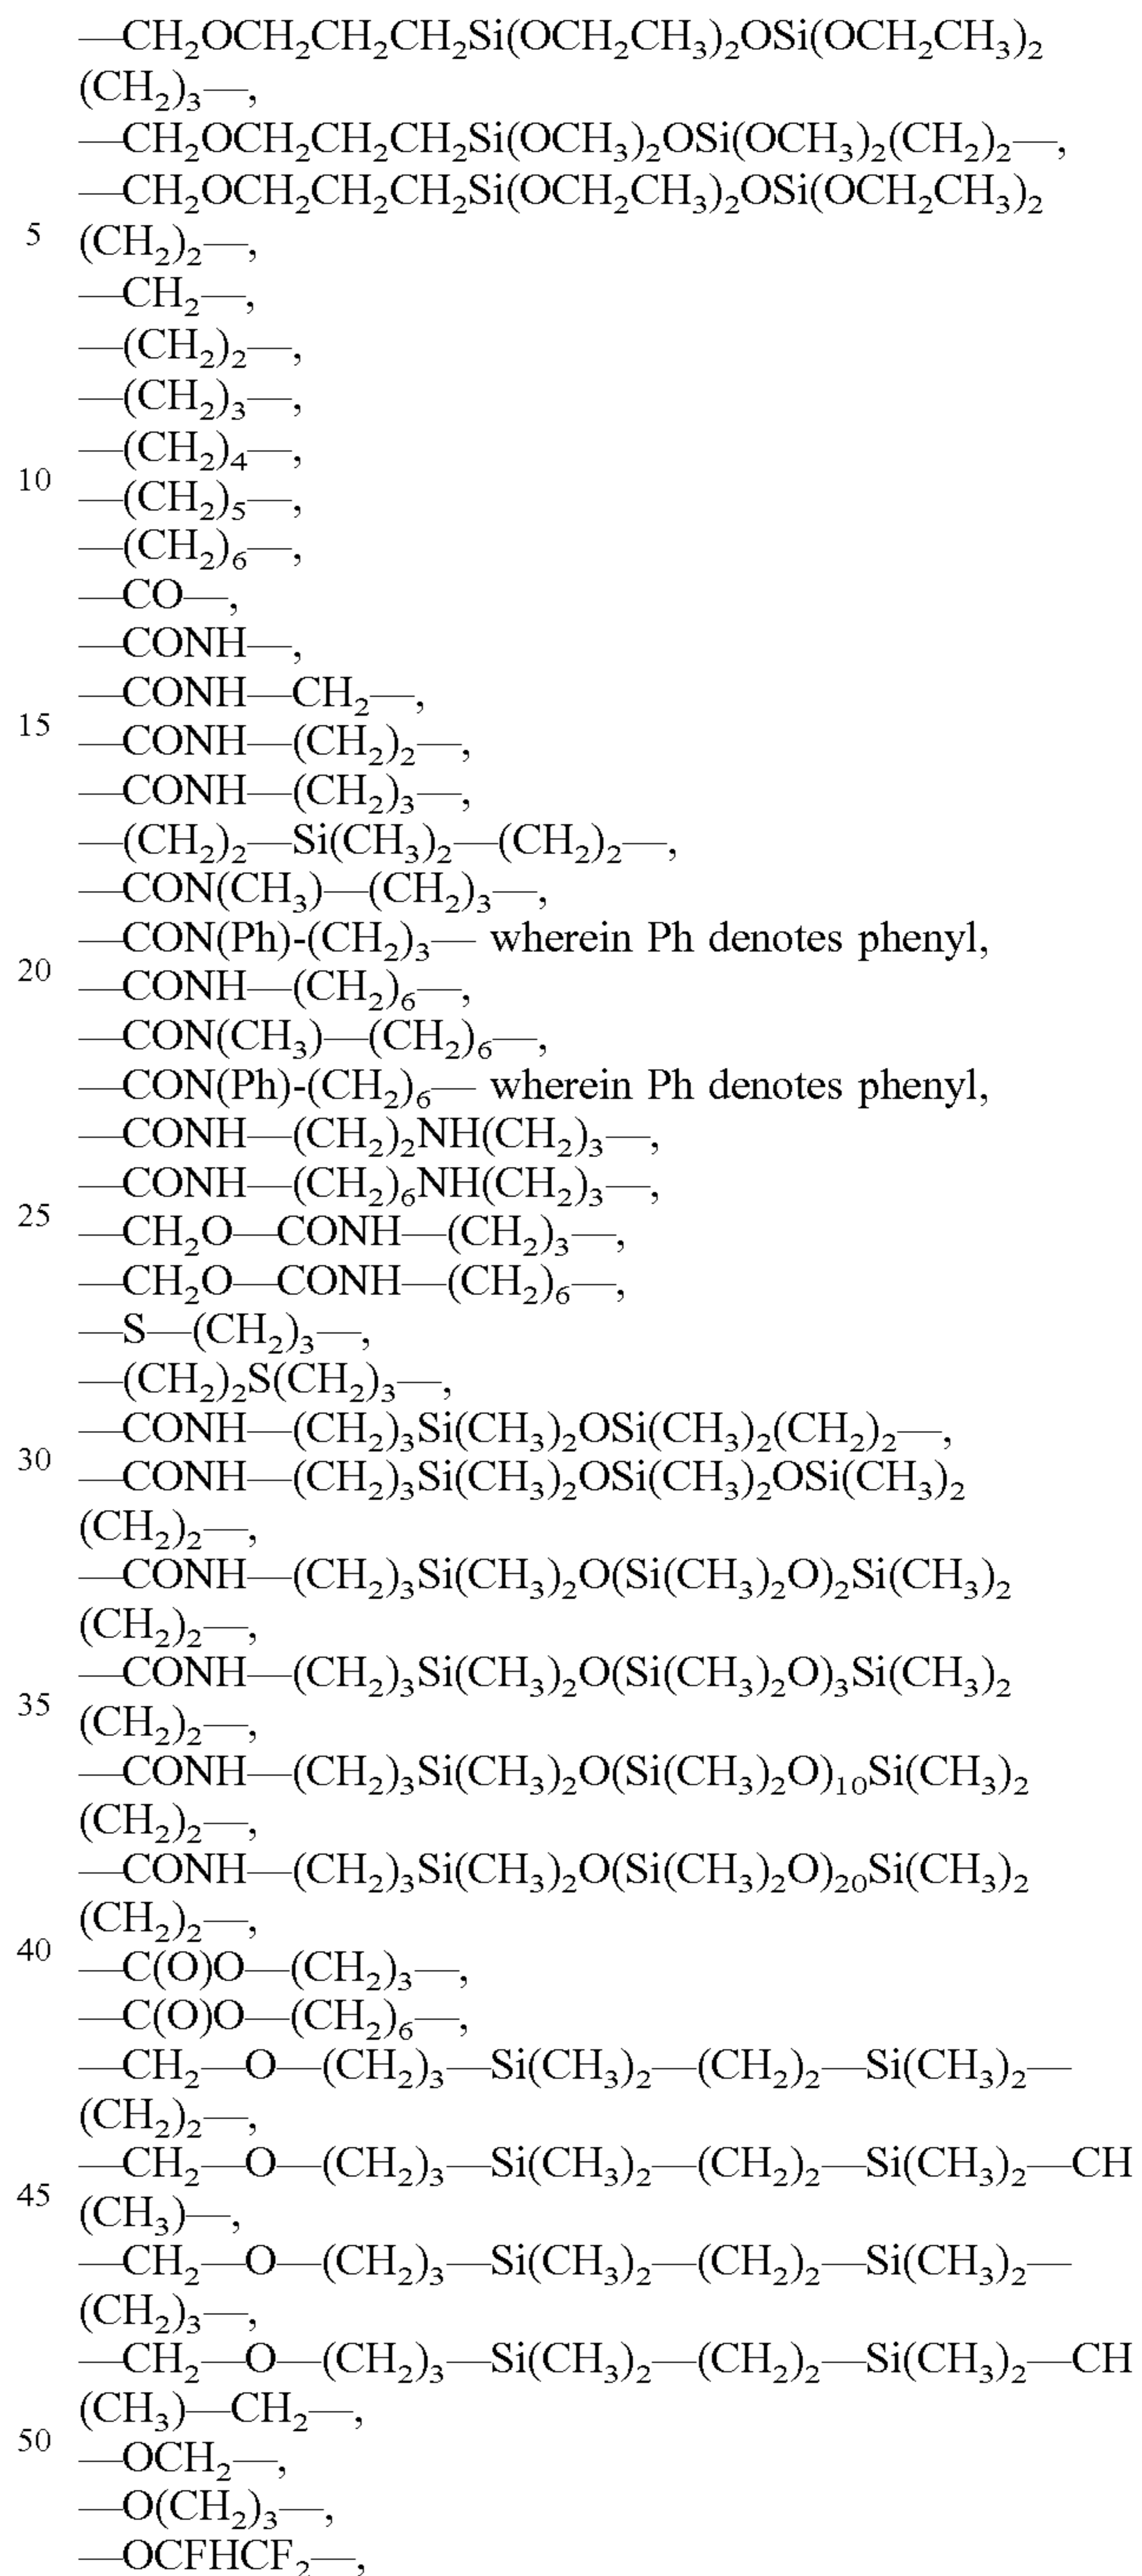 —CH₂OCH₂CH₂CH₂Si(OCH₂CH₃)₂OSi(OCH₂CH₃)₂
(CH₂)₃—,
—CH₂OCH₂CH₂CH₂Si(OCH₃)₂OSi(OCH₃)₂(CH₂)₂—,
—CH₂OCH₂CH₂CH₂Si(OCH₂CH₃)₂OSi(OCH₂CH₃)₂
5 (CH₂)₂—,
—CH₂—,
—(CH₂)₂—,
—(CH₂)₃—,
—(CH₂)₄—,
10 —(CH₂)₅—,
—(CH₂)₆—,
—CO—,
—CONH—,
—CONH—CH₂—,
15 —CONH—(CH₂)₂—,
—CONH—(CH₂)₃—,
—(CH₂)₂—Si(CH₃)₂—(CH₂)₂—,
—CON(CH₃)—(CH₂)₃—,
—CON(Ph)-(CH₂)₃— wherein Ph denotes phenyl,
20 —CONH—(CH₂)₆—,
—CON(CH₃)—(CH₂)₆—,
—CON(Ph)-(CH₂)₆— wherein Ph denotes phenyl,
—CONH—(CH₂)₂NH(CH₂)₃—,
—CONH—(CH₂)₆NH(CH₂)₃—,
25 —CH₂O—CONH—(CH₂)₃—,
—CH₂O—CONH—(CH₂)₆—,
—S—(CH₂)₃—,
—(CH₂)₂S(CH₂)₃—,
—CONH—(CH₂)₃Si(CH₃)₂OSi(CH₃)₂(CH₂)₂—,
30 —CONH—(CH₂)₃Si(CH₃)₂OSi(CH₃)₂OSi(CH₃)₂
(CH₂)₂—,
—CONH—(CH₂)₃Si(CH₃)₂O(Si(CH₃)₂O)₂Si(CH₃)₂
(CH₂)₂—,
—CONH—(CH₂)₃Si(CH₃)₂O(Si(CH₃)₂O)₃Si(CH₃)₂
35 (CH₂)₂—,
—CONH—(CH₂)₃Si(CH₃)₂O(Si(CH₃)₂O)₁₀Si(CH₃)₂
(CH₂)₂—,
—CONH—(CH₂)₃Si(CH₃)₂O(Si(CH₃)₂O)₂₀Si(CH₃)₂
(CH₂)₂—,
40 —C(O)O—(CH₂)₃—,
—C(O)O—(CH₂)₆—,
—CH₂—O—(CH₂)₃—Si(CH₃)₂—(CH₂)₂—Si(CH₃)₂—
(CH₂)₂—,
—CH₂—O—(CH₂)₃—Si(CH₃)₂—(CH₂)₂—Si(CH₃)₂—CH
45 (CH₃)—,
—CH₂—O—(CH₂)₃—Si(CH₃)₂—(CH₂)₂—Si(CH₃)₂—
(CH₂)₃—,
—CH₂—O—(CH₂)₃—Si(CH₃)₂—(CH₂)₂—Si(CH₃)₂—CH
(CH₃)—CH₂—,
50 —OCH₂—,
—O(CH₂)₃—,
—OCFHCF₂—,